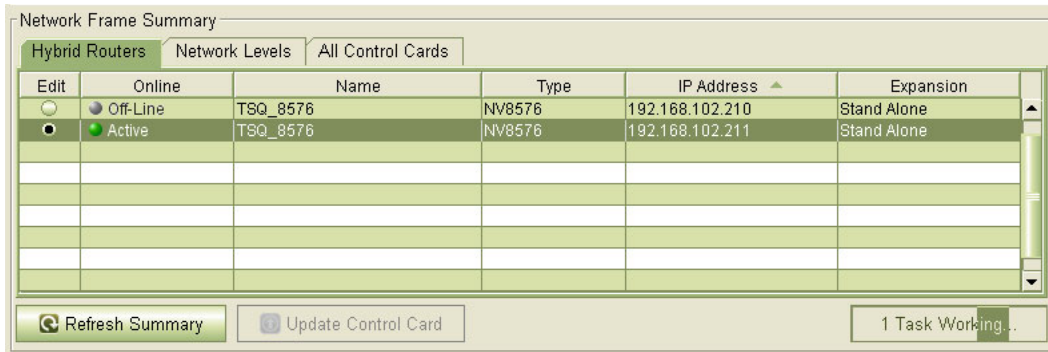 Network Frame Summary
Hybrid Routers Network Levels All Control Cards
Edit Online Name Type IP Address Expansion
Off-Line TSQ_8576 NV8576 192.168.102.210 Stand Alone
Active TSQ_8576 NV8576 192.168.102.211 Stand Alone
Refresh Summary Update Control Card 1 Task Working...